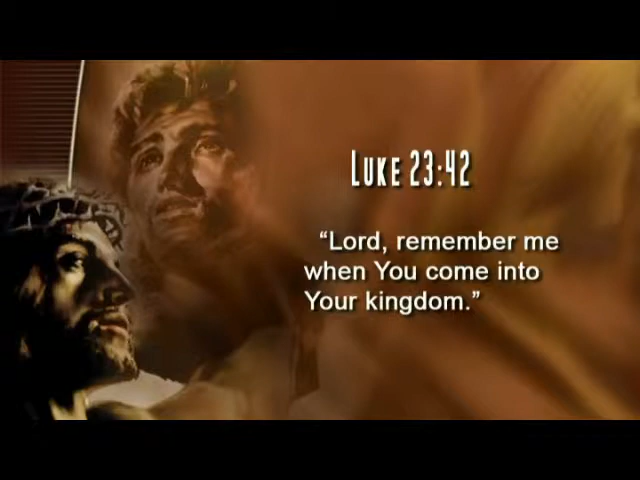 LUKE 23:42
“Lord, remember me
when You come into
Your kingdom.”